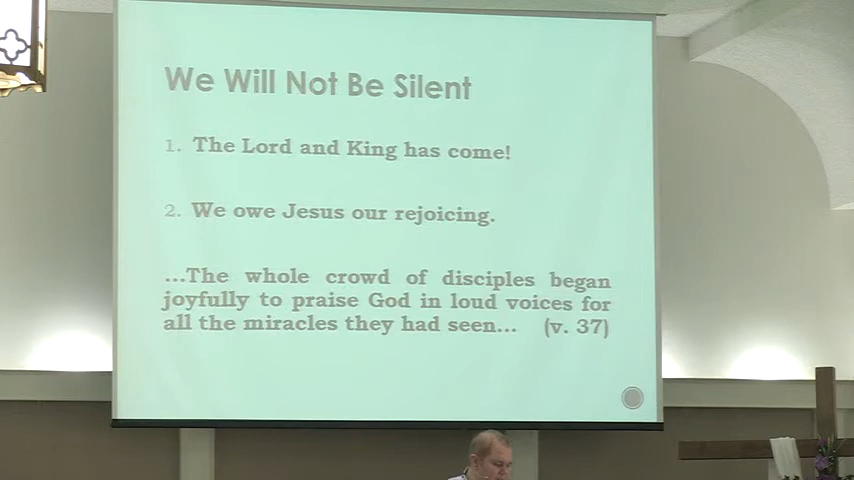 We Will Not Be Silent
1. The Lord and King has come!
2. We owe Jesus our rejoicing.
...The whole crowd of disciples began
joyfully to praise God in loud voices for
all the miracles they had seen... (v. 37)